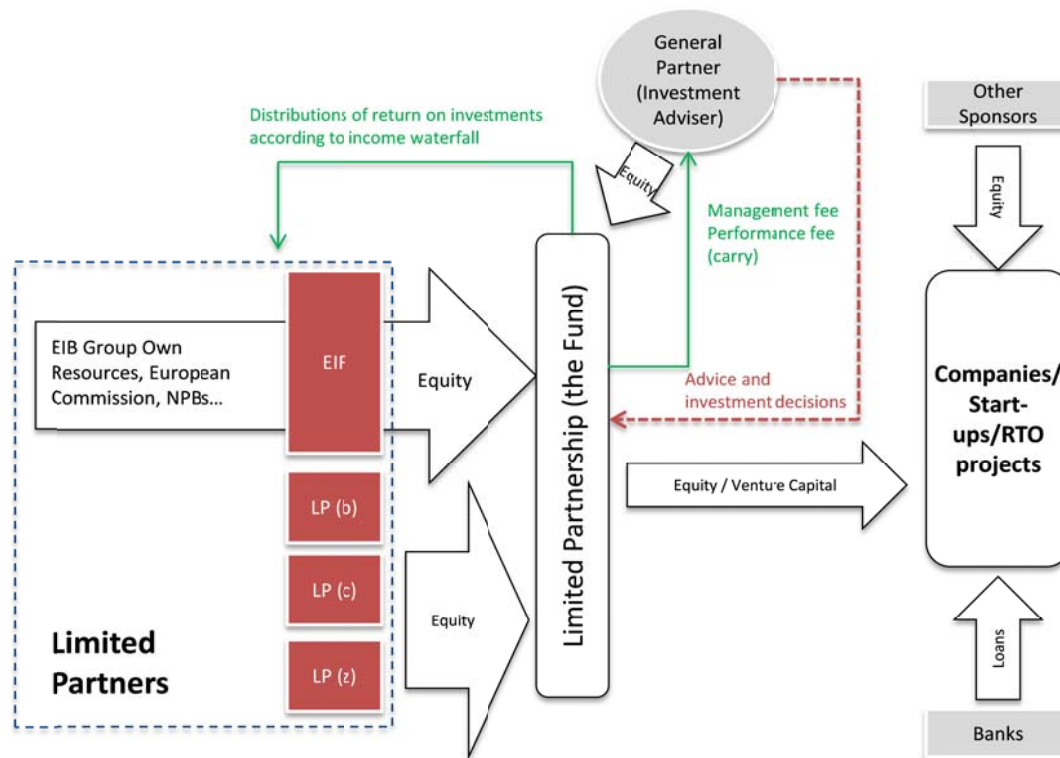 General
Partner
(Investment
Adviser)
Other
Sponsors
Distributions of return on investments
according to income waterfall
Equity
Equity
Management fee
Performance fee
(carry)
EIB Group Own
Resources, European
Commission, NPBs...
EIF
Equity
Limited Partnership (the Fund)
Advice and
investment decisions
Companies/
Start-
ups/RTO
projects
Equity / Venture Capital
LP (b)
LP (c)
Equity
Limited
Partners
LP (z)
Loans
Banks